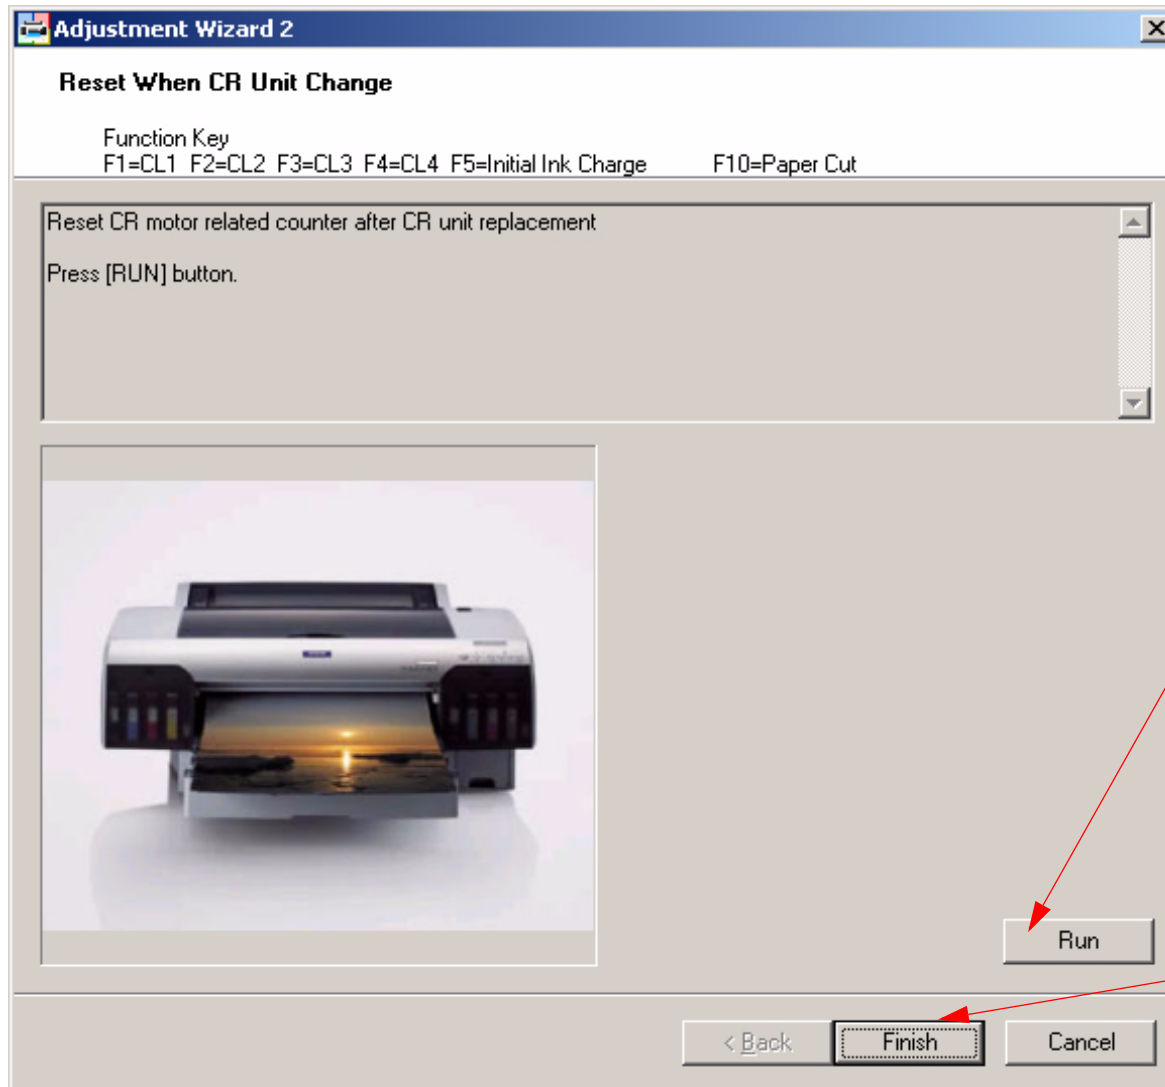 Adjustment Wizard 2
Reset When CR Unit Change
Function Key
F1=CL1 F2=CL2 F3=CL3 F4=CL4 F5=Initial Ink Charge F10=Paper Cut
Reset CR motor related counter after CR unit replacement
Press [RUN] button.
Run
< Back Finish Cancel